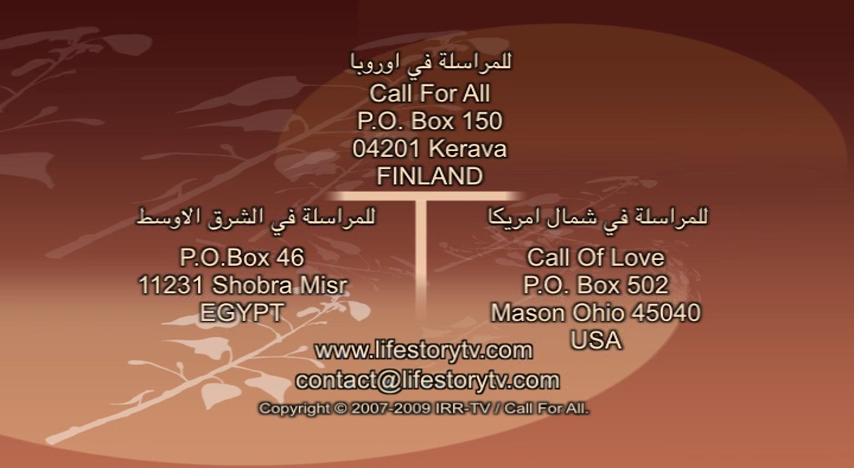 للمراسلة في اوروبا
Call For All
P.O. Box 150
04201 Kerava
FINLAND
للمراسلة في الشرق الاوسط
P.O.Box 46
11231 Shobra Misr
EGYPT
للمراسلة في شمال امريكا
Call Of Love
P.O. Box 502
Mason Ohio 45040
USA
www.lifestorytv.com
contact@lifestorytv.com
Copyright © 2007-2009 IRR-TV / Call For All.